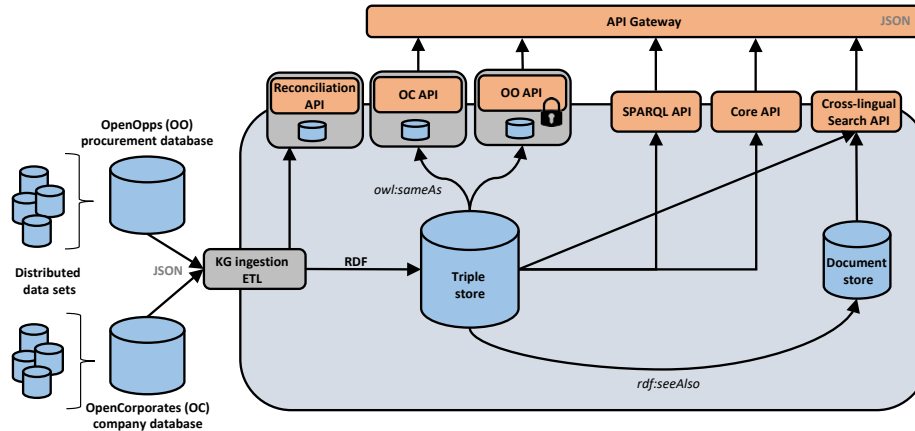 API Gateway
JSON
Reconciliation
API
OC API
OO API
SPARQL API
Core API
Cross-lingual
Search API
OpenOpps (OO)
procurement database
owl:sameAs
Distributed
data sets
JSON
KG ingestion
ETL
RDF
Triple
store
Document
store
rdf:seeAlso
OpenCorporates (OC)
company database